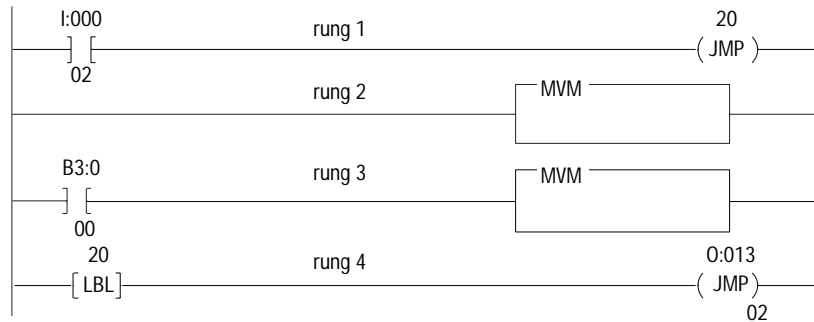 I:000
rung 1
20
] [
( JMP )
02
rung 2
MVM
B3:0
rung 3
MVM
] [
00
20
rung 4
O:013
[ LBL ]
( JMP )
02